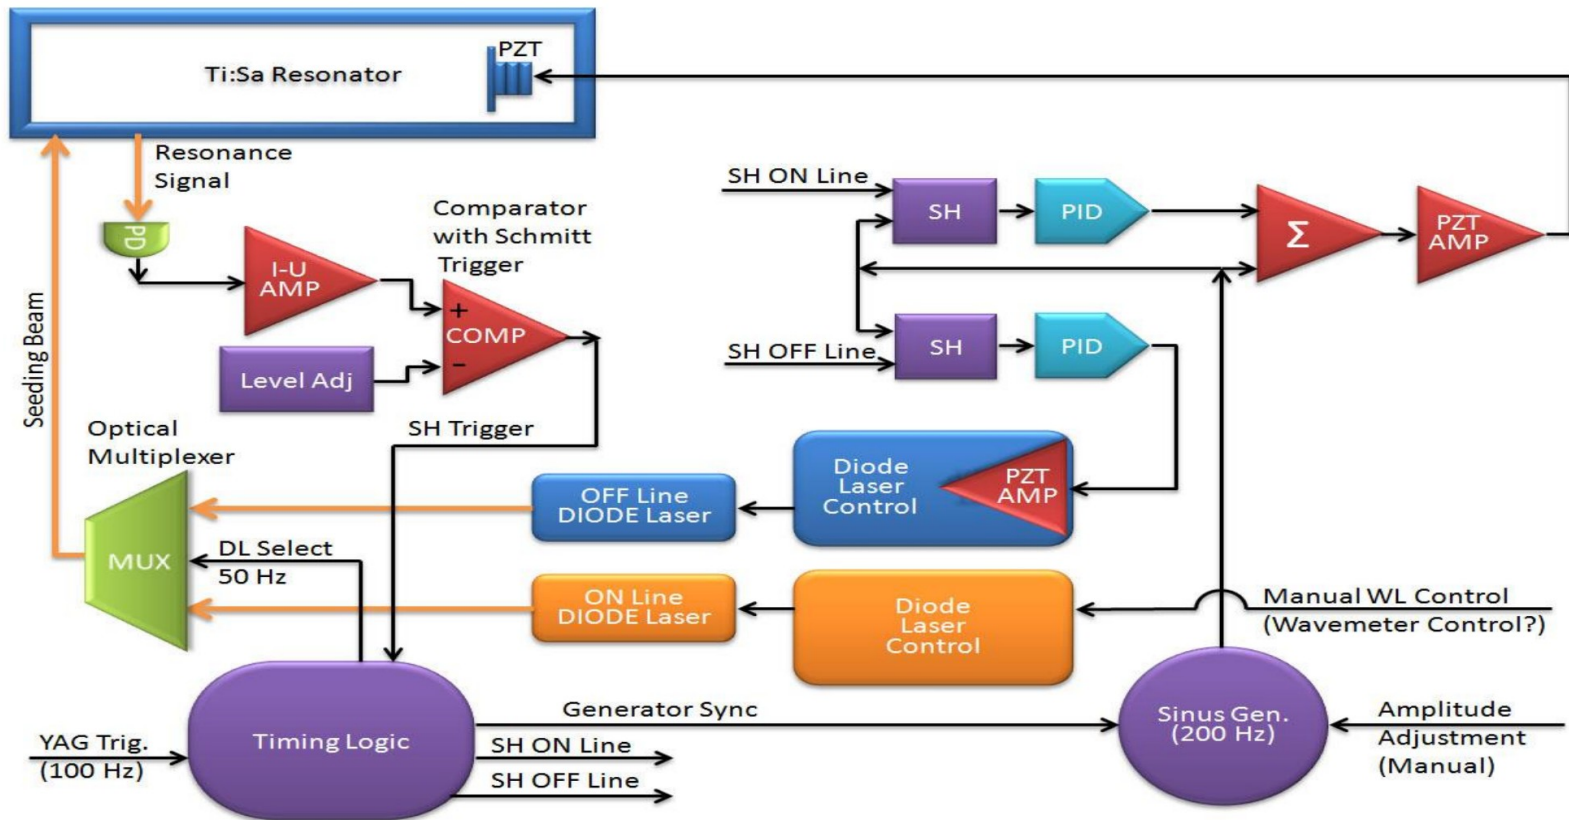 PZT
Ti:Sa Resonator
Resonance
Signal
Seeding Beam
PD
I-U
AMP
Comparator
with Schmitt
Trigger
+
COMP
-
Level Adj
SH Trigger
SH ON Line
SH
PID
Σ
PZT
AMP
SH OFF Line
SH
PID
Optical
Multiplexer
MUX
DL Select
50 Hz
OFF Line
DIODE Laser
Diode
Laser
Control
PZT
AMP
ON Line
DIODE Laser
Diode
Laser
Control
Manual WL Control
(Wavemeter Control?)
YAG Trig.
(100 Hz)
Timing Logic
Generator Sync
SH ON Line
SH OFF Line
Sinus Gen.
(200 Hz)
Amplitude
Adjustment
(Manual)